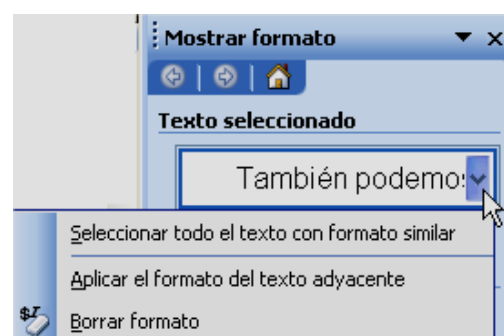 Mostrar formato
Texto seleccionado
También podemos
Seleccionar todo el texto con formato similar
Aplicar el formato del texto adyacente
Borrar formato